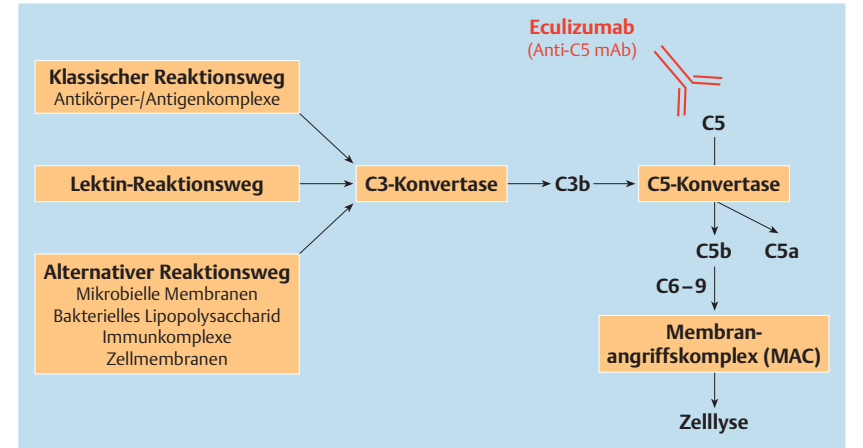 Eculizumab
(Anti-C5 mAb)
Klassischer Reaktionsweg
Antikörper-/Antigenkomplexe
C5
Lektin-Reaktionsweg
C3-Konvertase
C3b
C5-Konvertase
Alternativer Reaktionsweg
Mikrobielle Membranen
Bakterielles Lipopolysaccharid
Immunkomplexe
Zellmembranen
C5b
C5a
C6–9
Membran-
angriffskomplex (MAC)
Zelllyse